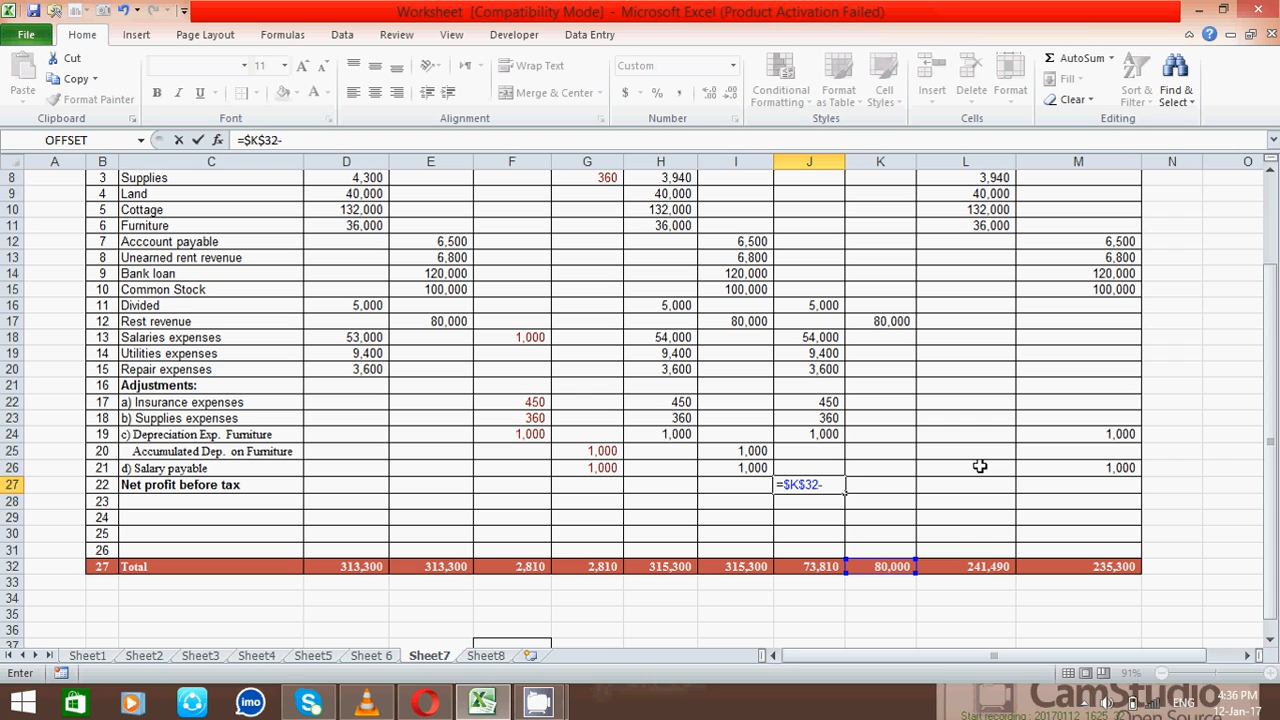 Worksheet [Compatibility Mode] - Microsoft Excel (Product Activation Failed)
File Home Insert Page Layout Formulas Data Review View Developer Data Entry
Cut
Copy
Format Painter
Paste
Clipboard
11
Font
Wrap Text
Merge & Center
Alignment
Custom
Number
Conditional Formatting
Format as Table
Cell Styles
Styles
Insert Delete Format
Cells
AutoSum
Fill
Clear
Sort & Filter
Find & Select
Editing
OFFSET =$K$32-
A B C D E F G H I J K L M N O
8 3 Supplies 4,300 360 3,940 3,940
9 4 Land 40,000 40,000 40,000
10 5 Cottage 132,000 132,000 132,000
11 6 Furniture 36,000 36,000 36,000
12 7 Acccount payable 6,500 6,500 6,500
13 8 Unearned rent revenue 6,800 6,800 6,800
14 9 Bank loan 120,000 120,000 120,000
15 10 Common Stock 100,000 100,000 100,000
16 11 Divided 5,000 5,000 5,000
17 12 Rest revenue 80,000 80,000 80,000
18 13 Salaries expenses 53,000 1,000 54,000 54,000
19 14 Utilities expenses 9,400 9,400 9,400
20 15 Repair expenses 3,600 3,600 3,600
21 16 Adjustments:
22 17 a) Insurance expenses 450 450 450
23 18 b) Supplies expenses 360 360 360
24 19 c) Depreciation Exp. Furniture 1,000 1,000 1,000 1,000
25 20 Accumulated Dep. on Furniture 1,000 1,000
26 21 d) Salary payable 1,000 1,000 1,000
27 22 Net profit before tax =$K$32-
28 23
29 24
30 25
31 26
32 27 Total 313,300 313,300 2,810 2,810 315,300 315,300 73,810 80,000 241,490 235,300
33
34
35
36
37
Sheet1 Sheet2 Sheet3 Sheet4 Sheet5 Sheet 6 Sheet7 Sheet8
Enter 91%
imo
CamStudio
Open Source
Start recording : 20170112_1625_
ENG
4:36 PM
12-Jan-17